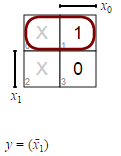 x₀
X 1
0 1
X 0
2 3
x₁
y = (x̄₁)